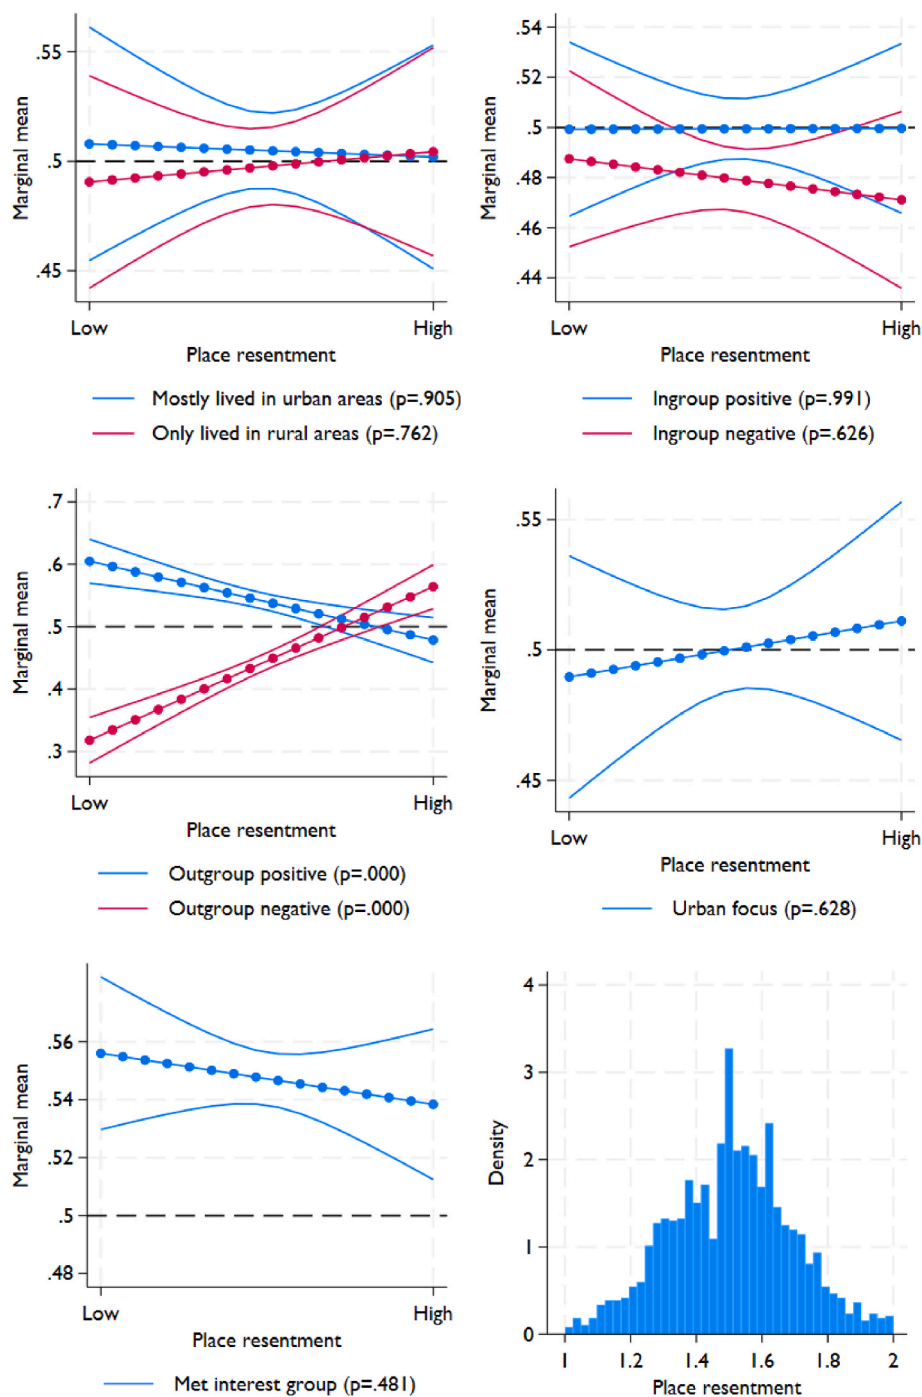 .55
.5
.45
Marginal mean
Low
High
Place resentment
Mostly lived in urban areas (p=.905)
Only lived in rural areas (p=.762)
.54
.52
.5
.48
.46
.44
Marginal mean
Low
High
Place resentment
Ingroup positive (p=.991)
Ingroup negative (p=.626)
.7
.6
.5
.4
.3
Marginal mean
Low
High
Place resentment
Outgroup positive (p=.000)
Outgroup negative (p=.000)
.55
.5
.45
Marginal mean
Low
High
Place resentment
Urban focus (p=.628)
.56
.54
.52
.5
.48
Marginal mean
Low
High
Place resentment
Met interest group (p=.481)
4
3
2
1
0
Density
1 1.2 1.4 1.6 1.8 2
Place resentment